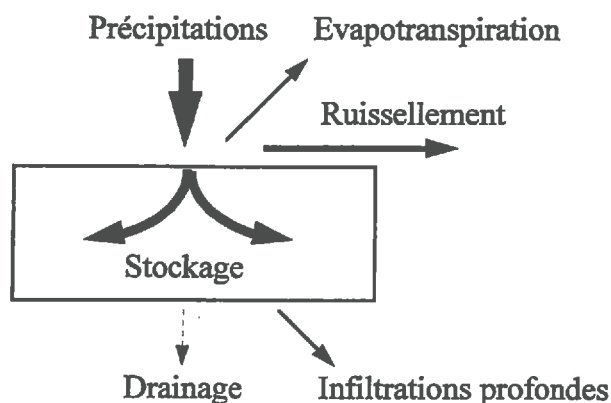 Précipitations Evapotranspiration
Ruissellement
Stockage
Drainage Infiltrations profondes